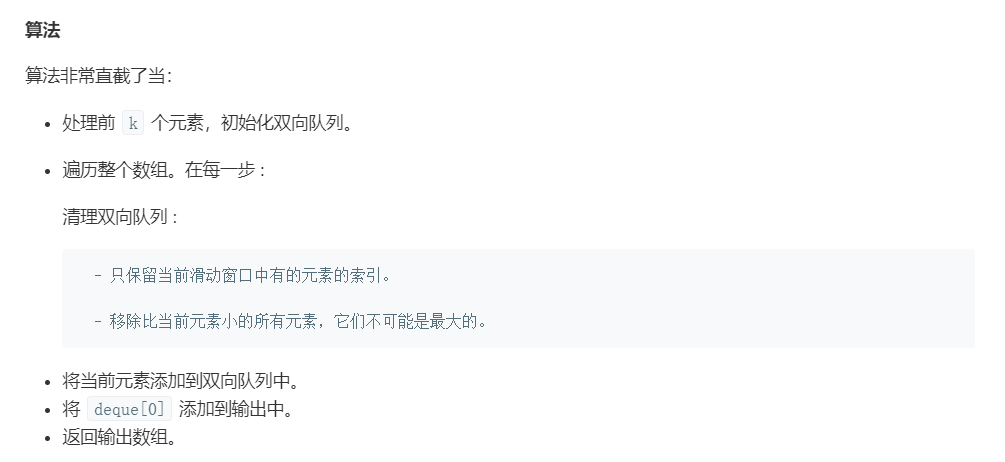 算法
算法非常直截了当：
处理前 k 个元素，初始化双向队列。
遍历整个数组。在每一步：
清理双向队列：
- 只保留当前滑动窗口中有的元素的索引。
- 移除比当前元素小的所有元素，它们不可能是最大的。
将当前元素添加到双向队列中。
将 deque[0] 添加到输出中。
返回输出数组。